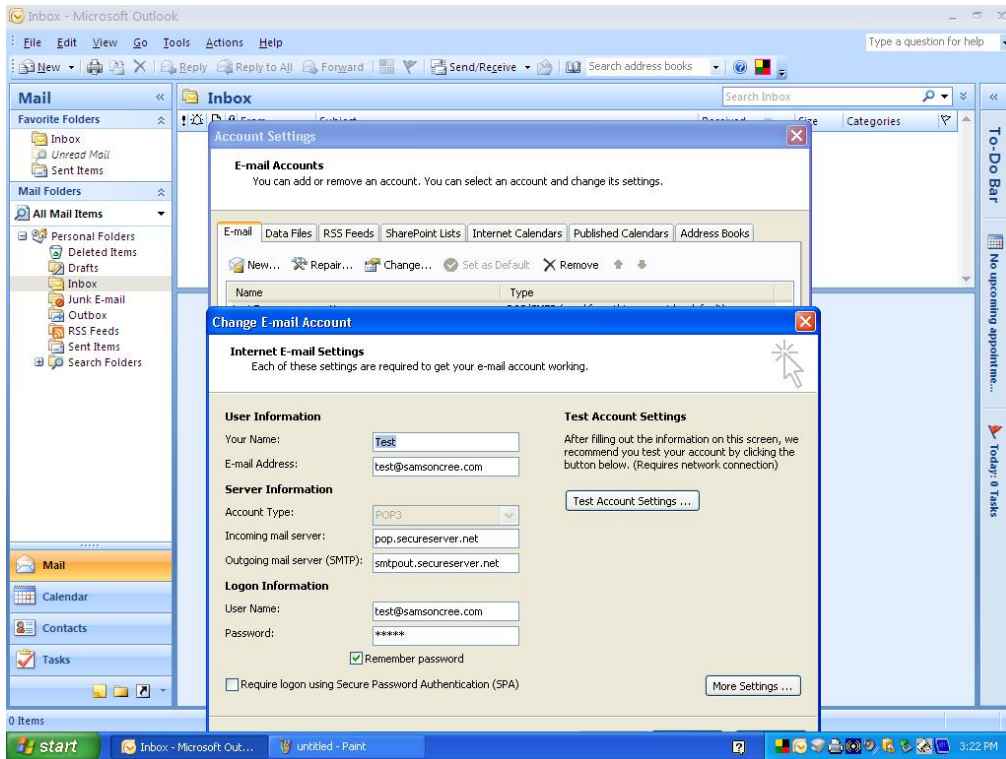 Inbox - Microsoft Outlook
File Edit View Go Tools Actions Help
Type a question for help
New Reply Reply to All Forward Send/Receive Search address books
Mail
Inbox
Search Inbox
Favorite Folders
Inbox
Unread Mail
Sent Items
Mail Folders
All Mail Items
Personal Folders
Deleted Items
Drafts
Inbox
Junk E-mail
Outbox
RSS Feeds
Sent Items
Search Folders
Mail
Calendar
Contacts
Tasks
From Subject Received Size Categories
Account Settings
E-mail Accounts
You can add or remove an account. You can select an account and change its settings.
E-mail Data Files RSS Feeds SharePoint Lists Internet Calendars Published Calendars Address Books
New... Repair... Change... Set as Default Remove
Name Type
Change E-mail Account
Internet E-mail Settings
Each of these settings are required to get your e-mail account working.
User Information
Your Name: Test
E-mail Address: test@samsoncree.com
Server Information
Account Type: POP3
Incoming mail server: pop.secureserver.net
Outgoing mail server (SMTP): smtpout.secureserver.net
Logon Information
User Name: test@samsoncree.com
Password: *****
Remember password
Require logon using Secure Password Authentication (SPA)
Test Account Settings
After filling out the information on this screen, we
recommend you test your account by clicking the
button below. (Requires network connection)
Test Account Settings ...
More Settings ...
To-Do Bar
No upcoming appointme...
Today: 0 Tasks
0 Items
start Inbox - Microsoft Out... untitled - Paint 3:22 PM